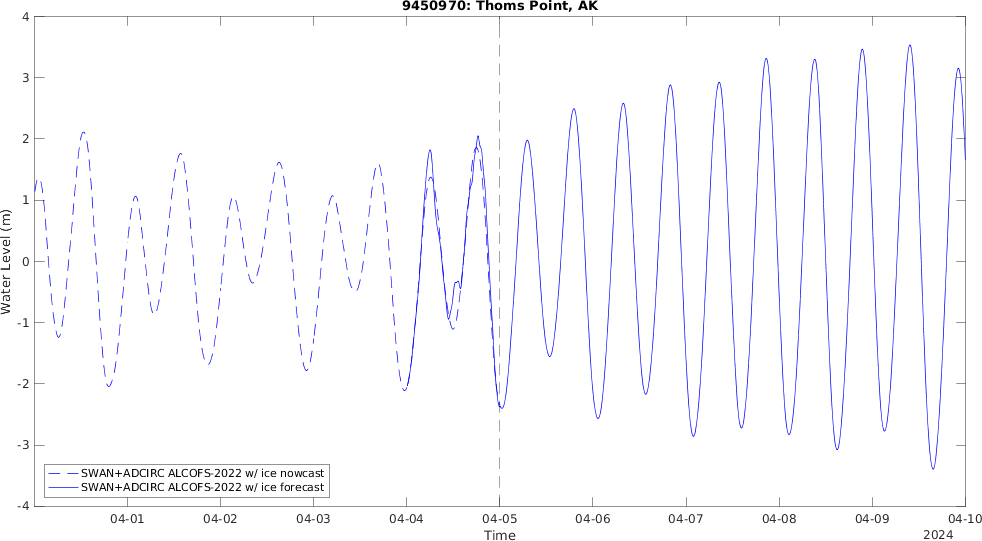 9450970: Thoms Point, AK
4
3
2
1
0
-1
-2
-3
-4
Water Level (m)
SWAN+ADCIRC ALCOFS-2022 w/ ice nowcast
SWAN+ADCIRC ALCOFS-2022 w/ ice forecast
04-01 04-02 04-03 04-04 04-05 04-06 04-07 04-08 04-09 04-10
Time
2024